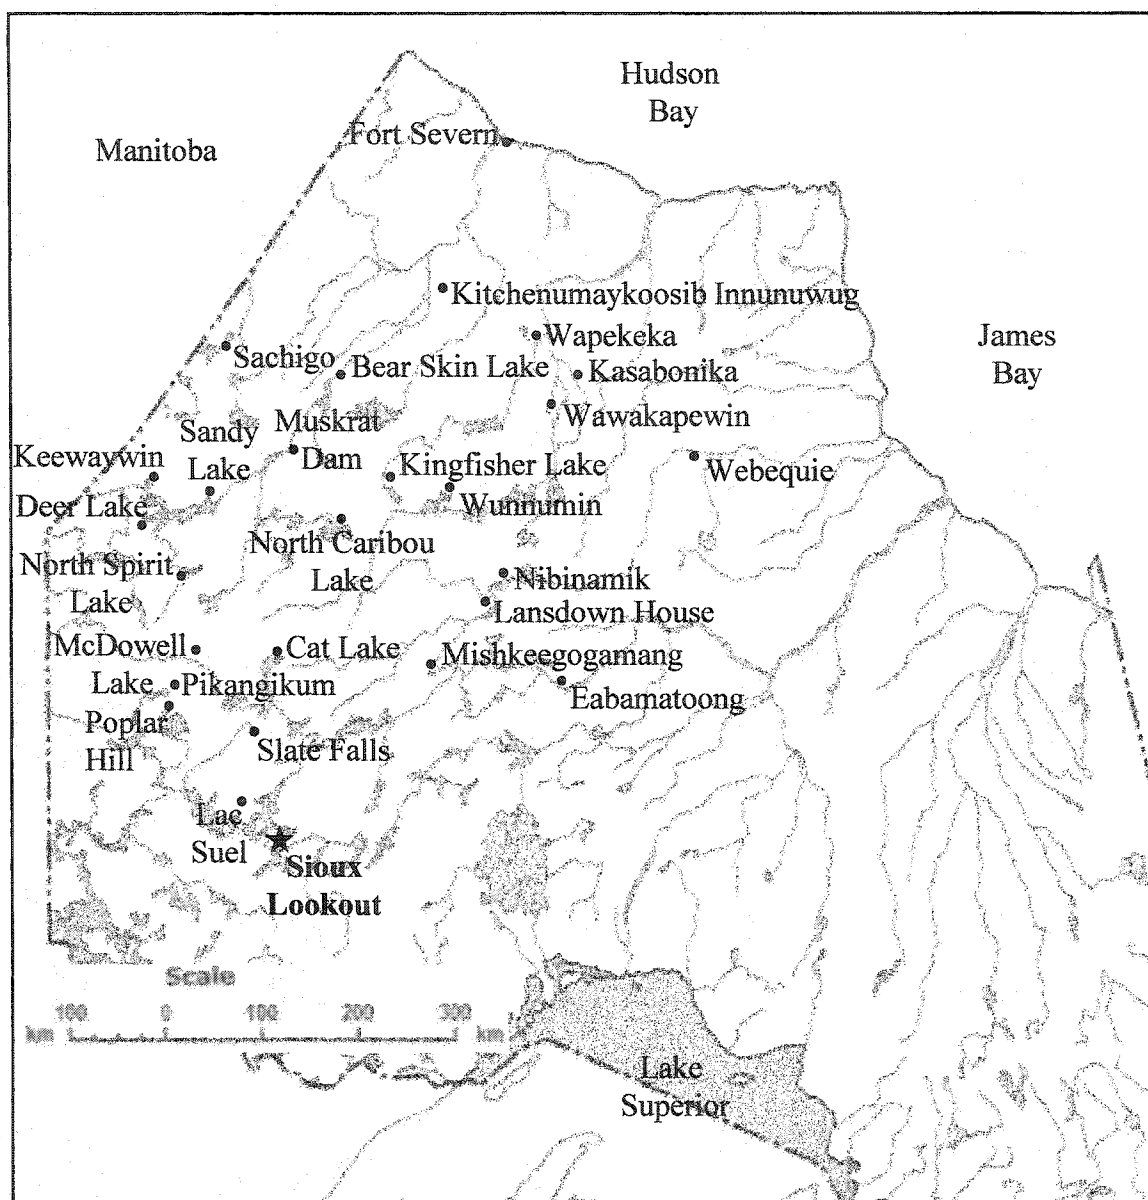 Hudson
Bay
Manitoba
Fort Severn
Kitchenumaykoosib Innunuwug
Wapekeka
James
Bay
Sachigo
Bear Skin Lake
Kasabonika
Wawakapewin
Muskrat
Dam
Sandy
Lake
Keewaywin
Kingfisher Lake
Webequie
Wunnumin
Deer Lake
North Caribou
Lake
North Spirit
Lake
Nibinamik
Lansdown House
McDowell
Lake
Cat Lake
Mishkeegogamang
Pikangikum
Eabamatoong
Poplar
Hill
Slate Falls
Lac
Suel
Sioux
Lookout
Scale
100 0 100 200 300
km km
Lake
Superior